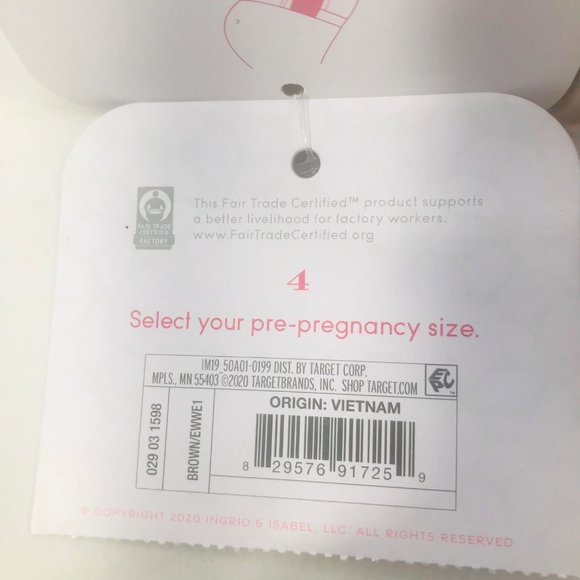 This Fair Trade Certified™ product supports
a better livelihood for factory workers.
www.FairTradeCertified.org
FAIR TRADE
CERTIFIED
FACTORY
4
Select your pre-pregnancy size.
IM19_50A01-0199 DIST. BY TARGET CORP.
MPLS., MN 55403 ©2020 TARGETBRANDS, INC. SHOP TARGET.COM
EPC
029 03 1598
BROWN/EWWE1
ORIGIN: VIETNAM
8 29576 91725 9
© COPYRIGHT 2020 INGRID & ISABEL, LLC. ALL RIGHTS RESERVED.